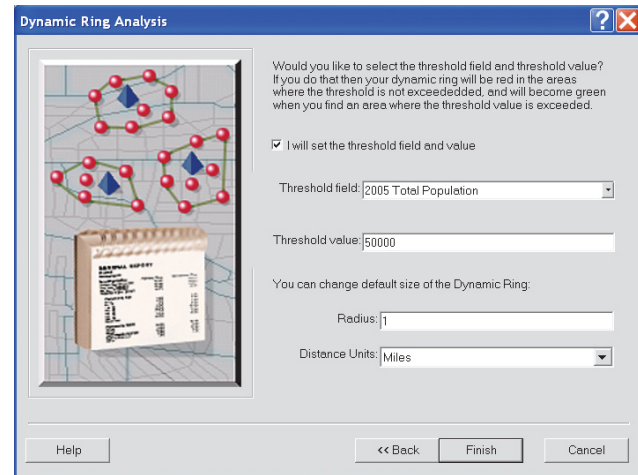 Dynamic Ring Analysis
Would you like to select the threshold field and threshold value?
If you do that then your dynamic ring will be red in the areas
where the threshold is not exceededded, and will become green
when you find an area where the threshold value is exceeded.
I will set the threshold field and value
Threshold field: 2005 Total Population
Threshold value: 50000
You can change default size of the Dynamic Ring:
Radius: 1
Distance Units: Miles
Help
<< Back
Finish
Cancel